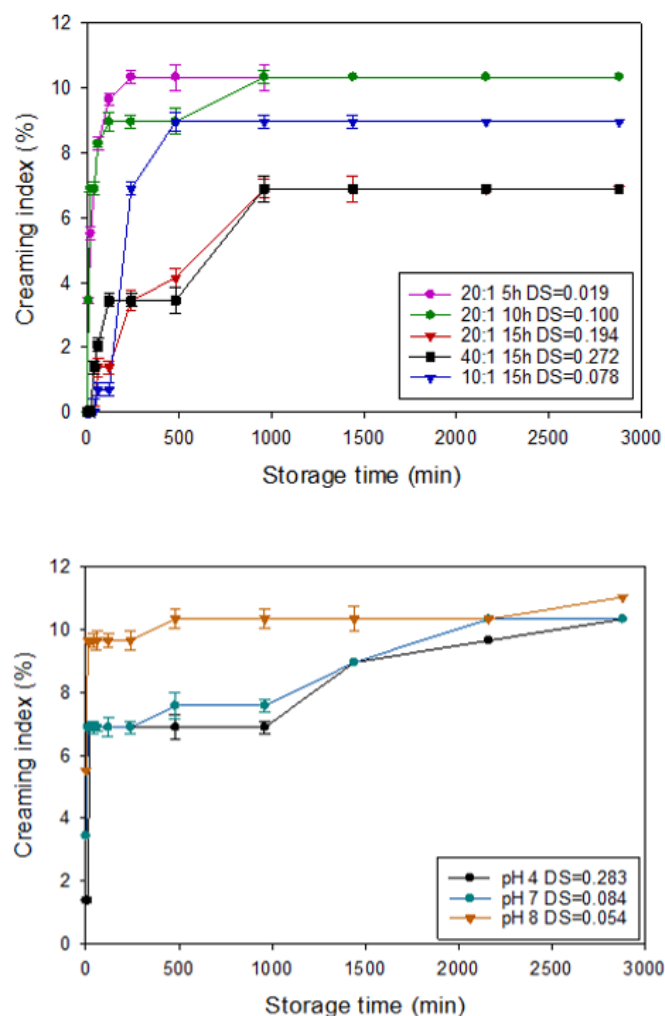 12
10
8
6
4
2
0
Creaming index (%)
20:1 5h DS=0.019
20:1 10h DS=0.100
20:1 15h DS=0.194
40:1 15h DS=0.272
10:1 15h DS=0.078
0 500 1000 1500 2000 2500 3000
Storage time (min)
12
10
8
6
4
2
0
Creaming index (%)
pH 4 DS=0.283
pH 7 DS=0.084
pH 8 DS=0.054
0 500 1000 1500 2000 2500 3000
Storage time (min)